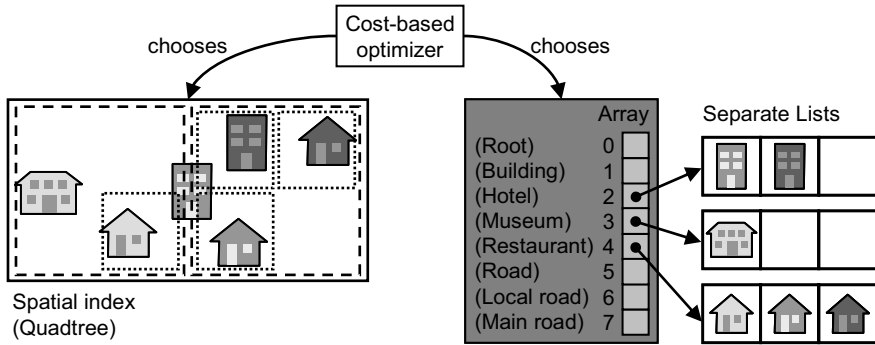 Cost-based
optimizer
chooses
chooses
Array
Separate Lists
(Root) 0
(Building) 1
(Hotel) 2
(Museum) 3
(Restaurant) 4
(Road) 5
(Local road) 6
(Main road) 7
Spatial index
(Quadtree)